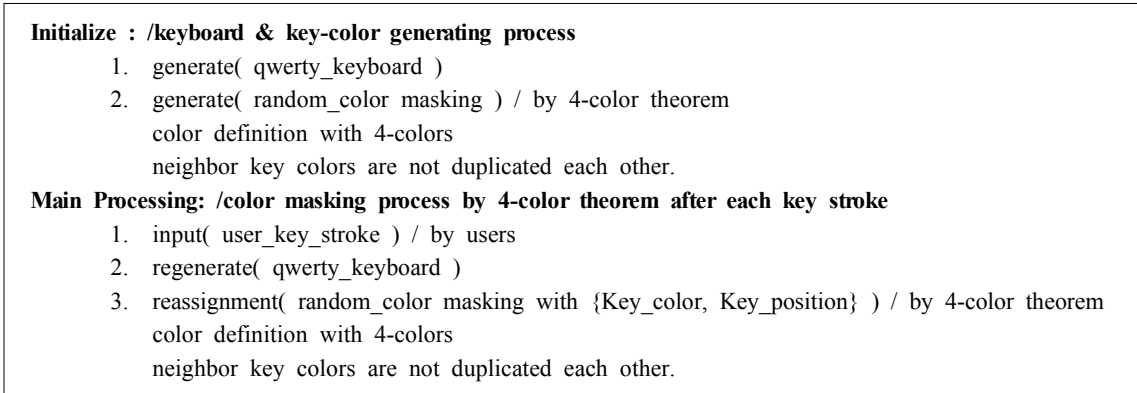 Initialize : /keyboard & key-color generating process
1. generate( qwerty_keyboard )
2. generate( random_color masking ) / by 4-color theorem
color definition with 4-colors
neighbor key colors are not duplicated each other.
Main Processing: /color masking process by 4-color theorem after each key stroke
1. input( user_key_stroke ) / by users
2. regenerate( qwerty_keyboard )
3. reassignment( random_color masking with {Key_color, Key_position} ) / by 4-color theorem
color definition with 4-colors
neighbor key colors are not duplicated each other.